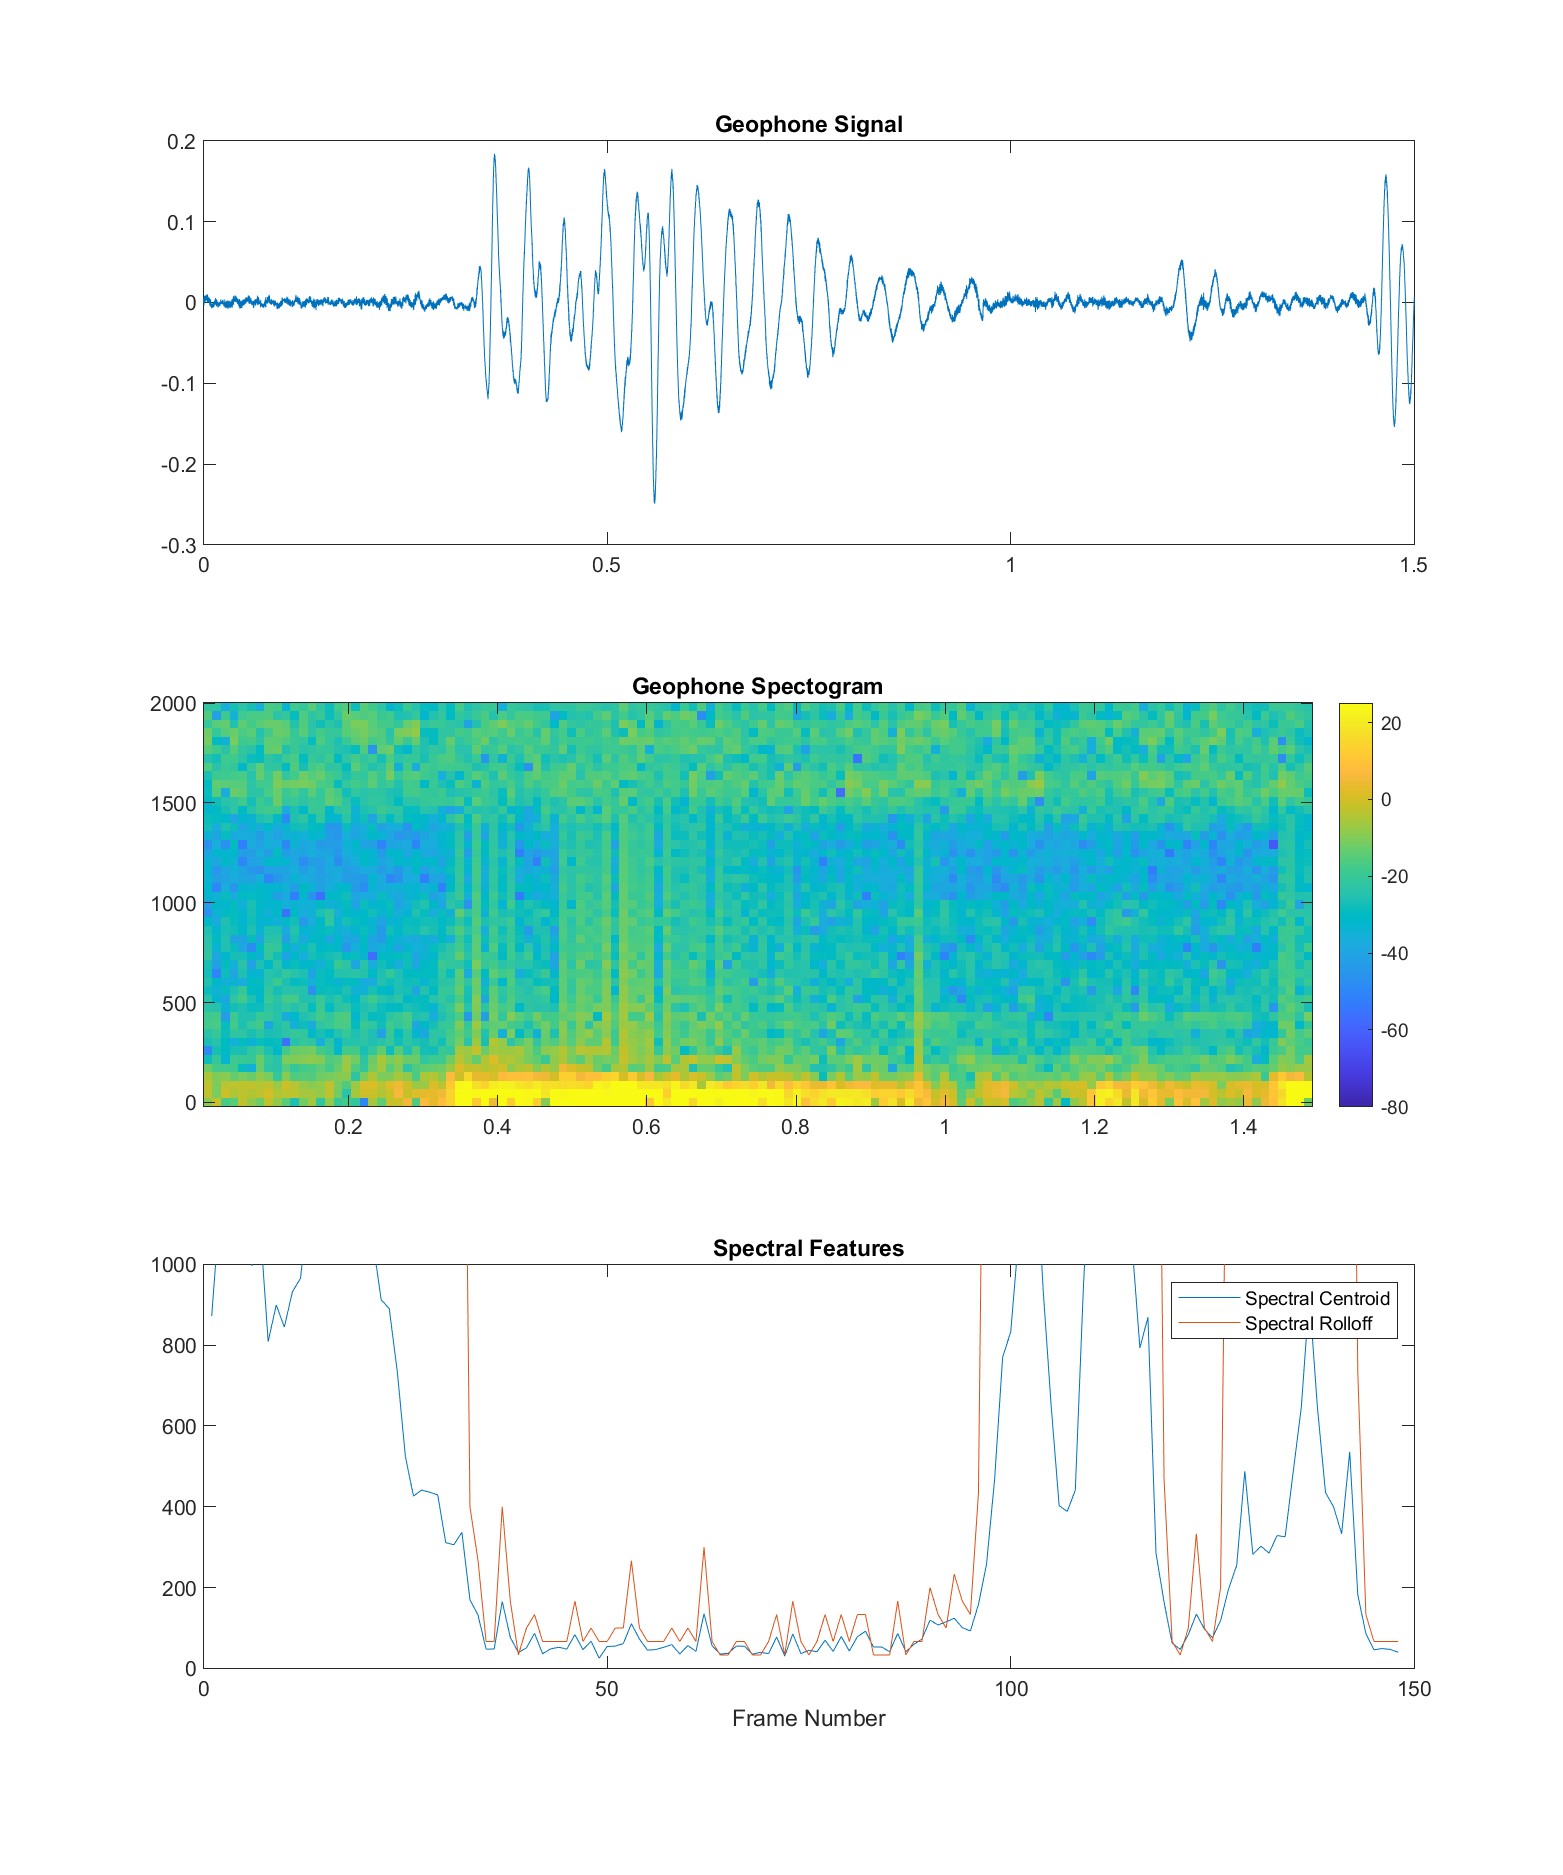 Geophone Signal
0.2
0.1
0
-0.1
-0.2
-0.3
0 0.5 1 1.5
Geophone Spectogram
2000
1500
1000
500
0
0.2 0.4 0.6 0.8 1 1.2 1.4
20
0
-20
-40
-60
-80
Spectral Features
1000
800
600
400
200
0
0 50 100 150
Frame Number
Spectral Centroid
Spectral Rolloff